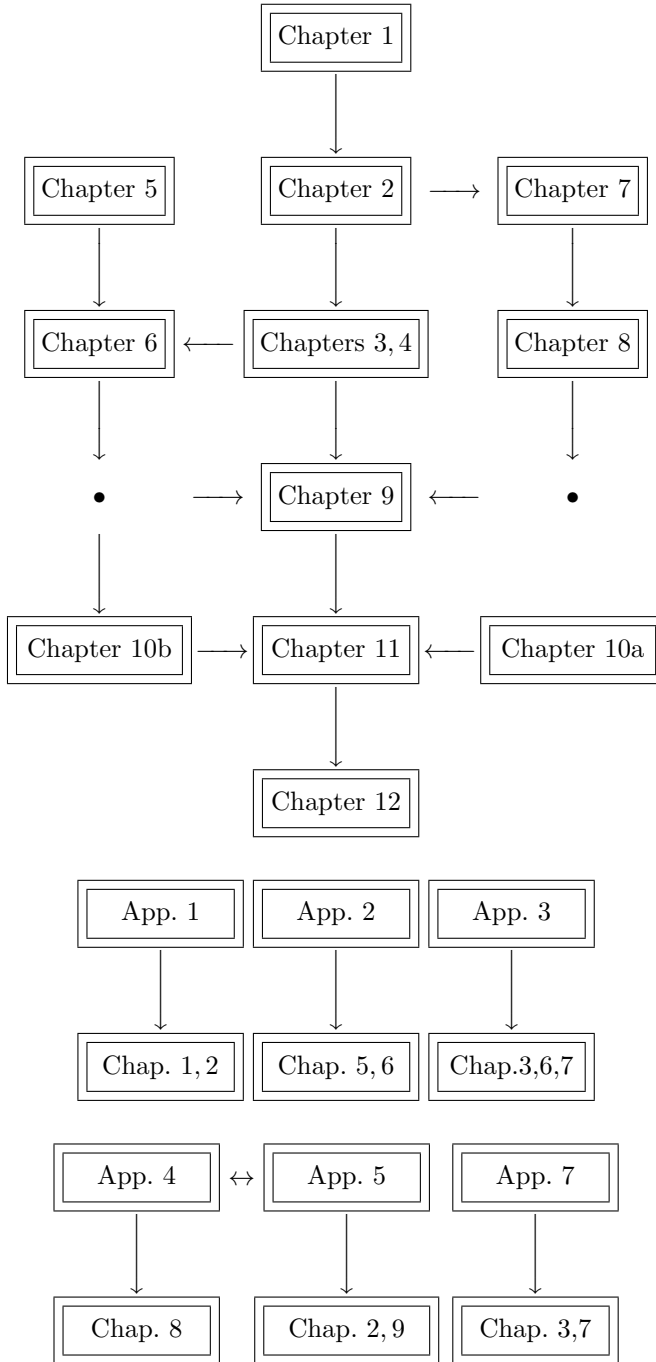 Chapter 1
Chapter 5 Chapter 2 Chapter 7
Chapter 6 Chapters 3, 4 Chapter 8
Chapter 9
Chapter 10b Chapter 11 Chapter 10a
Chapter 12
App. 1 App. 2 App. 3
Chap. 1, 2 Chap. 5, 6 Chap.3,6,7
App. 4 App. 5 App. 7
Chap. 8 Chap. 2, 9 Chap. 3,7